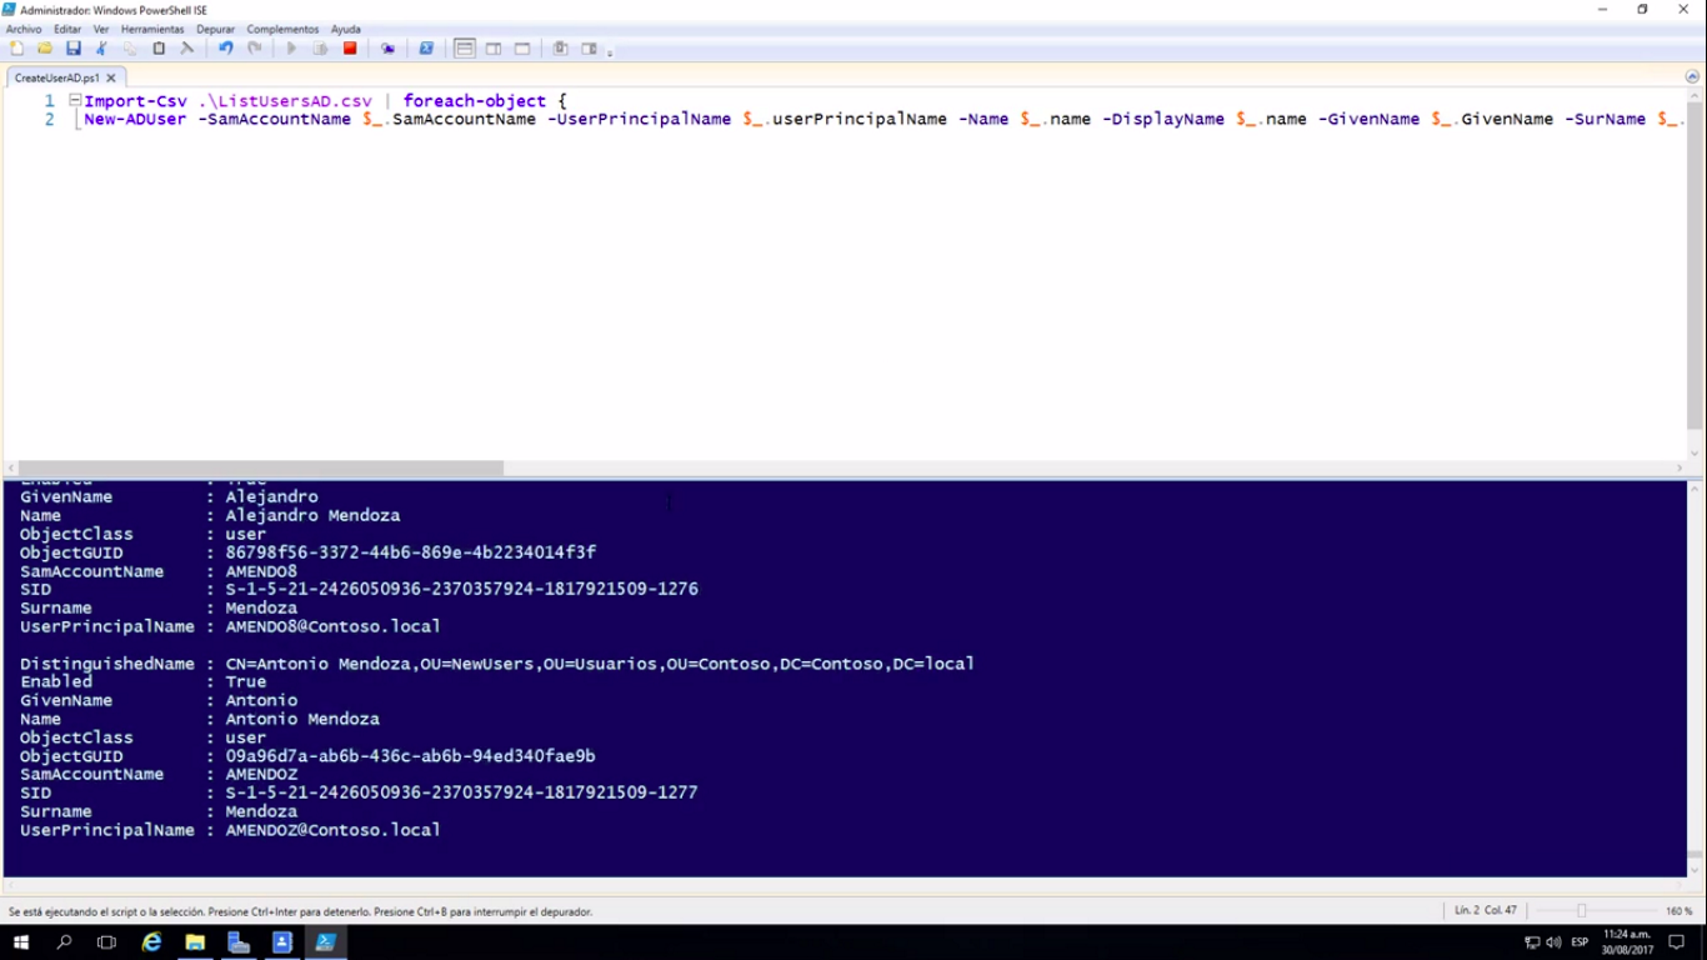 Administrador: Windows PowerShell ISE
Archivo Editar Ver Herramientas Depurar Complementos Ayuda
CreateUserAD.ps1
1 Import-Csv .\ListUsersAD.csv | foreach-object {
2 New-ADUser -SamAccountName $_.SamAccountName -UserPrincipalName $_.userPrincipalName -Name $_.name -DisplayName $_.name -GivenName $_.GivenName -SurName $_.
Enabled : True
GivenName : Alejandro
Name : Alejandro Mendoza
ObjectClass : user
ObjectGUID : 86798f56-3372-44b6-869e-4b2234014f3f
SamAccountName : AMENDO8
SID : S-1-5-21-2426050936-2370357924-1817921509-1276
Surname : Mendoza
UserPrincipalName : AMENDO8@Contoso.local
DistinguishedName : CN=Antonio Mendoza,OU=NewUsers,OU=Usuarios,OU=Contoso,DC=Contoso,DC=local
Enabled : True
GivenName : Antonio
Name : Antonio Mendoza
ObjectClass : user
ObjectGUID : 09a96d7a-ab6b-436c-ab6b-94ed340fae9b
SamAccountName : AMENDOZ
SID : S-1-5-21-2426050936-2370357924-1817921509-1277
Surname : Mendoza
UserPrincipalName : AMENDOZ@Contoso.local
Se está ejecutando el script o la selección. Presione Ctrl+Inter para detenerlo. Presione Ctrl+B para interrumpir el depurador.
Lín. 2 Col. 47
160 %
ESP
11:24 a.m.
30/08/2017